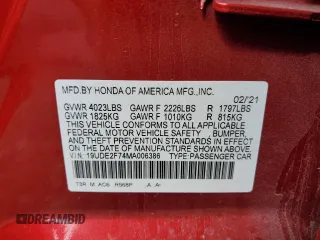 MFD.BY HONDA OF AMERICA MFG.,INC.
02/21
GVWR 4023LBS GAWR F 2226LBS R 1797LBS
GVWR 1825KG GAWR F 1010KG R 815KG
THIS VEHICLE CONFORMS TO ALL APPLICABLE
FEDERAL MOTOR VEHICLE SAFETY , BUMPER,
AND THEFT PREVENTION STANDARDS IN EFFECT
ON THE DATE OF MANUFACTURE SHOWN ABOVE.
VIN 19UDE2F74MA006386 TYPE:PASSENGER CAR
DREAMBID